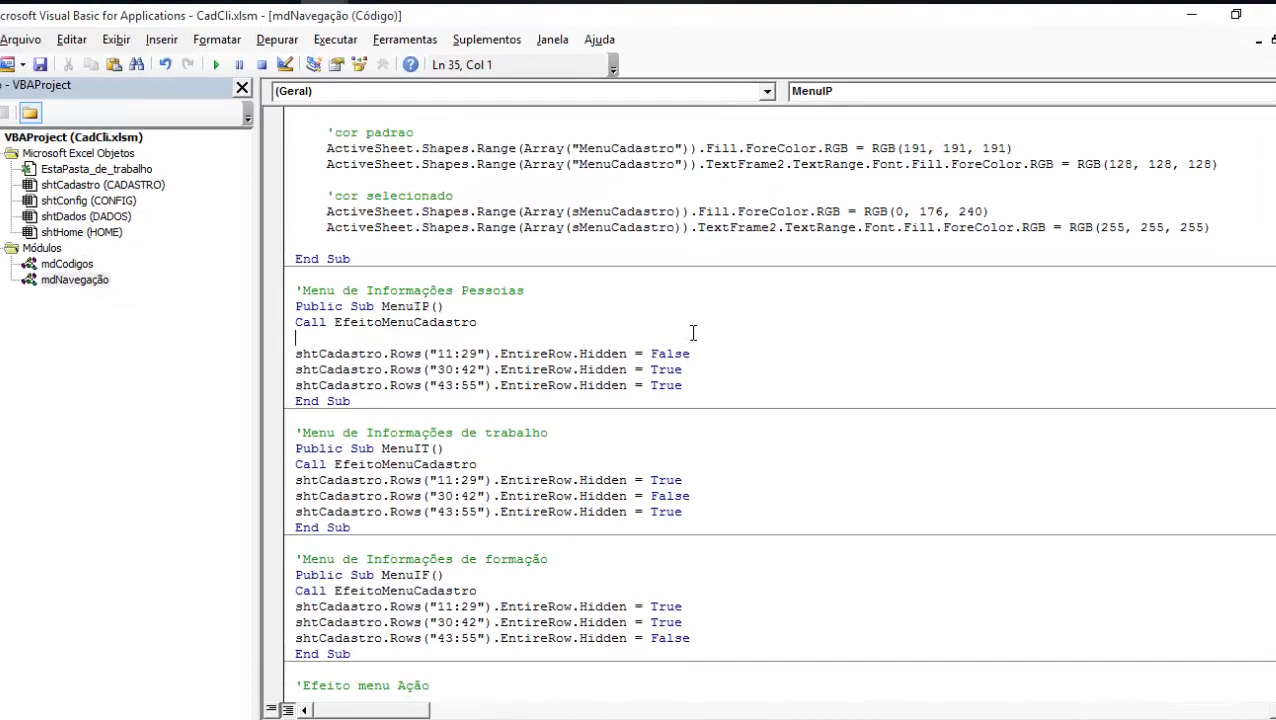 crosoft Visual Basic for Applications - CadCli.xlsm - [mdNavegação (Código)]
Arquivo Editar Exibir Inserir Formatar Depurar Executar Ferramentas Suplementos Janela Ajuda
Ln 35, Col 1
o - VBAProject
(Geral)
MenuIP
VBAProject (CadCli.xlsm)
Microsoft Excel Objetos
EstaPasta_de_trabalho
shtCadastro (CADASTRO)
shtConfig (CONFIG)
shtDados (DADOS)
shtHome (HOME)
Módulos
mdCodigos
mdNavegação
'cor padrao
ActiveSheet.Shapes.Range(Array("MenuCadastro")).Fill.ForeColor.RGB = RGB(191, 191, 191)
ActiveSheet.Shapes.Range(Array("MenuCadastro")).TextFrame2.TextRange.Font.Fill.ForeColor.RGB = RGB(128, 128, 128)
'cor selecionado
ActiveSheet.Shapes.Range(Array(sMenuCadastro)).Fill.ForeColor.RGB = RGB(0, 176, 240)
ActiveSheet.Shapes.Range(Array(sMenuCadastro)).TextFrame2.TextRange.Font.Fill.ForeColor.RGB = RGB(255, 255, 255)
End Sub
'Menu de Informações Pessoias
Public Sub MenuIP()
Call EfeitoMenuCadastro
shtCadastro.Rows("11:29").EntireRow.Hidden = False
shtCadastro.Rows("30:42").EntireRow.Hidden = True
shtCadastro.Rows("43:55").EntireRow.Hidden = True
End Sub
'Menu de Informações de trabalho
Public Sub MenuIT()
Call EfeitoMenuCadastro
shtCadastro.Rows("11:29").EntireRow.Hidden = True
shtCadastro.Rows("30:42").EntireRow.Hidden = False
shtCadastro.Rows("43:55").EntireRow.Hidden = True
End Sub
'Menu de Informações de formação
Public Sub MenuIF()
Call EfeitoMenuCadastro
shtCadastro.Rows("11:29").EntireRow.Hidden = True
shtCadastro.Rows("30:42").EntireRow.Hidden = True
shtCadastro.Rows("43:55").EntireRow.Hidden = False
End Sub
'Efeito menu Ação